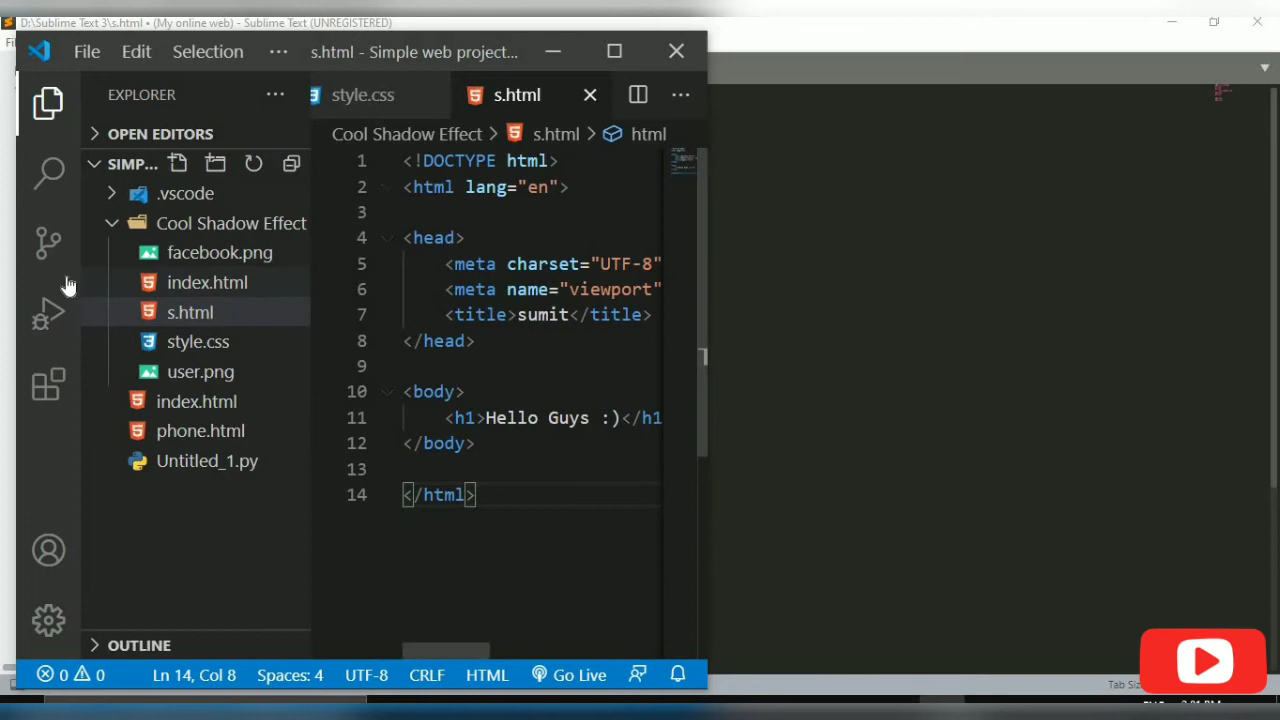 D:\Sublime Text 3\s.html • (My online web) - Sublime Text (UNREGISTERED)
File Edit Selection ··· s.html - Simple web project...
EXPLORER ···
style.css
s.html
OPEN EDITORS
SIMP...
Cool Shadow Effect > s.html > html
.vscode
Cool Shadow Effect
facebook.png
index.html
s.html
style.css
user.png
index.html
phone.html
Untitled_1.py
OUTLINE
1 <!DOCTYPE html>
2 <html lang="en">
3
4 <head>
5 <meta charset="UTF-8"
6 <meta name="viewport"
7 <title>sumit</title>
8 </head>
9
10 <body>
11 <h1>Hello Guys :)</h1
12 </body>
13
14 </html>
0 0 Ln 14, Col 8 Spaces: 4 UTF-8 CRLF HTML Go Live